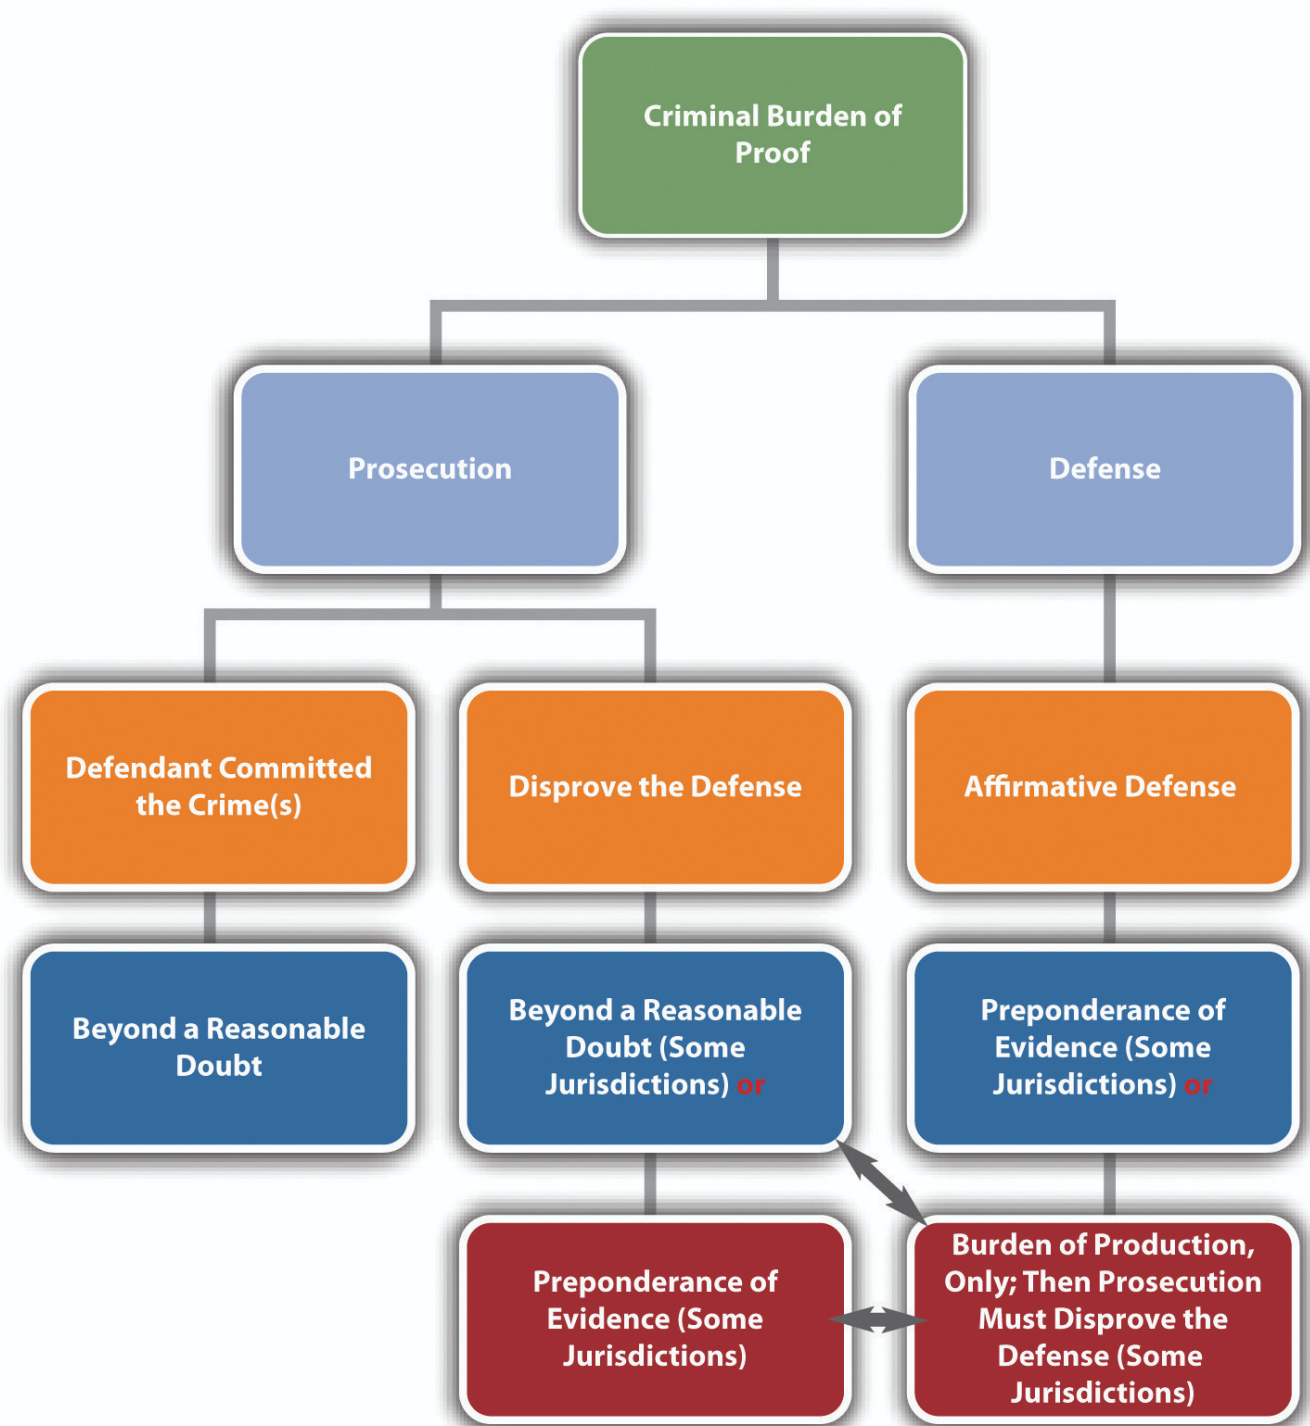 Criminal Burden of
Proof
Prosecution
Defense
Defendant Committed
the Crime(s)
Disprove the Defense
Affirmative Defense
Beyond a Reasonable
Doubt
Beyond a Reasonable
Doubt (Some
Jurisdictions) or
Preponderance of
Evidence (Some
Jurisdictions) or
Preponderance of
Evidence (Some
Jurisdictions)
Burden of Production,
Only; Then Prosecution
Must Disprove the
Defense (Some
Jurisdictions)